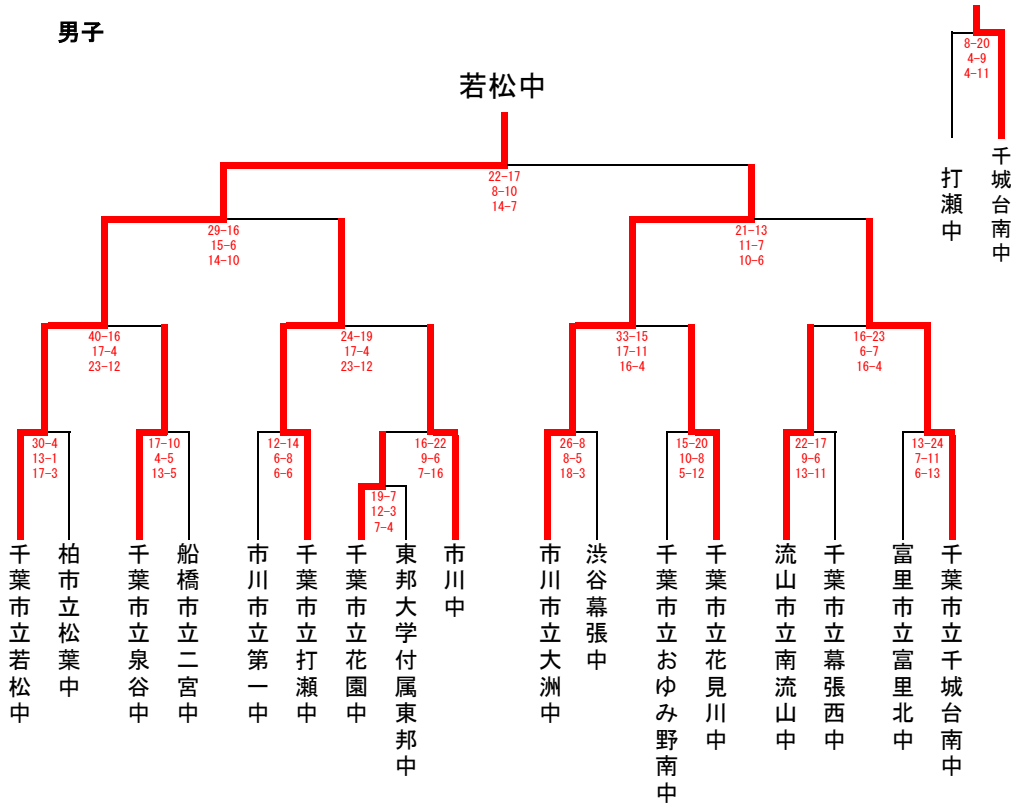 男子
8-20
4-9
4-11
打瀬中
千城台南中
若松中
22-17
8-10
14-7
29-16
15-6
14-10
21-13
11-7
10-6
40-16
17-4
23-12
24-19
17-4
23-12
33-15
17-11
16-4
16-23
6-7
16-4
30-4
13-1
17-3
17-10
4-5
13-5
12-14
6-8
6-6
16-22
9-6
7-16
26-8
8-5
18-3
15-20
10-8
5-12
22-17
9-6
13-11
13-24
7-11
6-13
19-7
12-3
7-4
千葉市立若松中
柏市立松葉中
千葉市立泉谷中
船橋市立二宮中
市川市立第一中
千葉市立打瀬中
千葉市立花園中
東邦大学付属東邦中
市川中
市川市立大洲中
渋谷幕張中
千葉市立おゆみ野南中
千葉市立花見川中
流山市立南流山中
千葉市立幕張西中
富里市立富里北中
千葉市立千城台南中